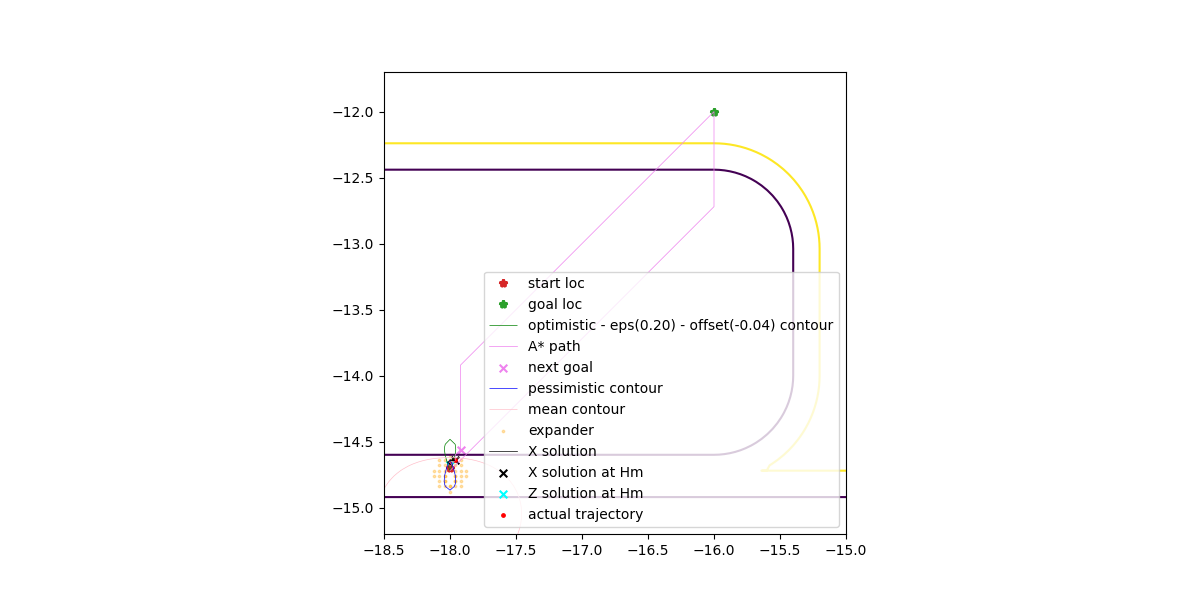 −12.0
−12.5
−13.0
−13.5
−14.0
−14.5
−15.0
start loc
goal loc
optimistic - eps(0.20) - offset(-0.04) contour
A* path
next goal
pessimistic contour
mean contour
expander
X solution
X solution at Hm
Z solution at Hm
actual trajectory
−18.5 −18.0 −17.5 −17.0 −16.5 −16.0 −15.5 −15.0